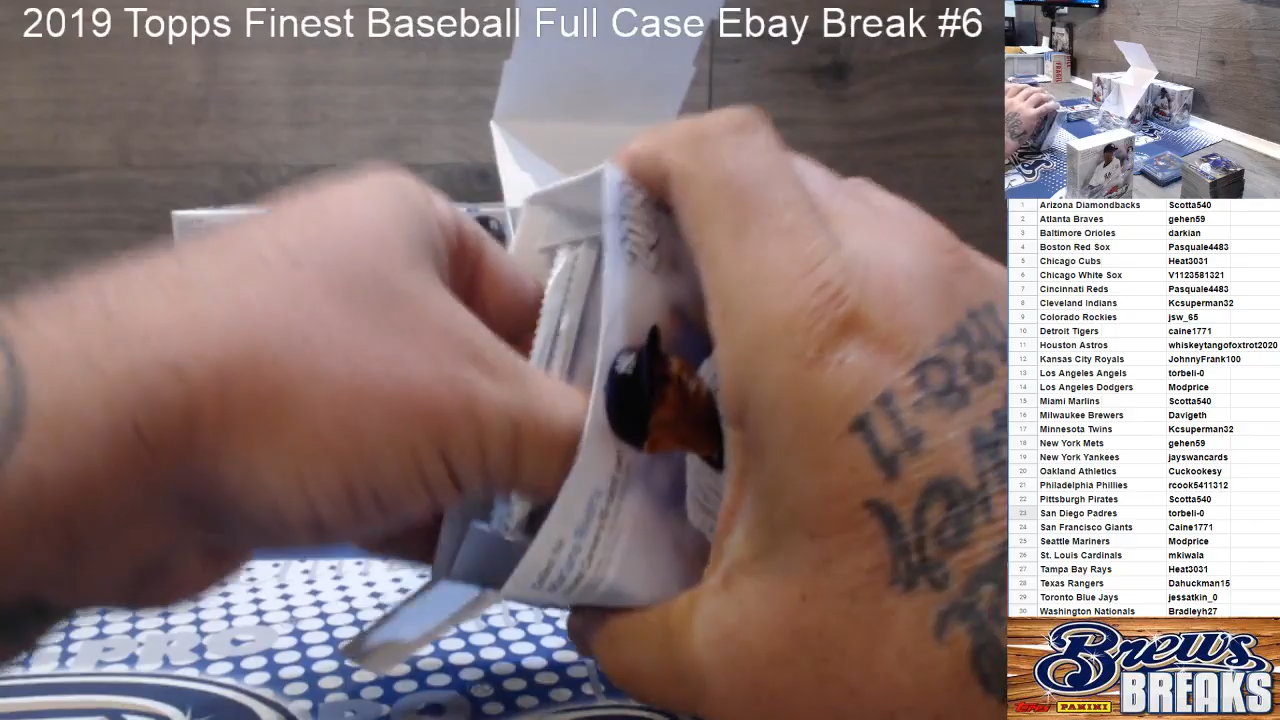 2019 Topps Finest Baseball Full Case Ebay Break #6
1 Arizona Diamondbacks Scotta540
2 Atlanta Braves gehen59
3 Baltimore Orioles darkian
4 Boston Red Sox Pasquale4483
5 Chicago Cubs Heat3031
6 Chicago White Sox V1123581321
7 Cincinnati Reds Pasquale4483
8 Cleveland Indians Kcsuperman32
9 Colorado Rockies jsw_65
10 Detroit Tigers caine1771
11 Houston Astros whiskeytangofoxtrot2020
12 Kansas City Royals JohnnyFrank100
13 Los Angeles Angels torbeli-0
14 Los Angeles Dodgers Modprice
15 Miami Marlins Scotta540
16 Milwaukee Brewers Davigeth
17 Minnesota Twins Kcsuperman32
18 New York Mets gehen59
19 New York Yankees jayswancards
20 Oakland Athletics Cuckookesy
21 Philadelphia Phillies rcook5411312
22 Pittsburgh Pirates Scotta540
23 San Diego Padres torbeli-0
24 San Francisco Giants Caine1771
25 Seattle Mariners Modprice
26 St. Louis Cardinals mkiwala
27 Tampa Bay Rays Heat3031
28 Texas Rangers Dahuckman15
29 Toronto Blue Jays jessatkin_0
30 Washington Nationals Bradleyh27
Brews
BREAKS
Topps PANINI